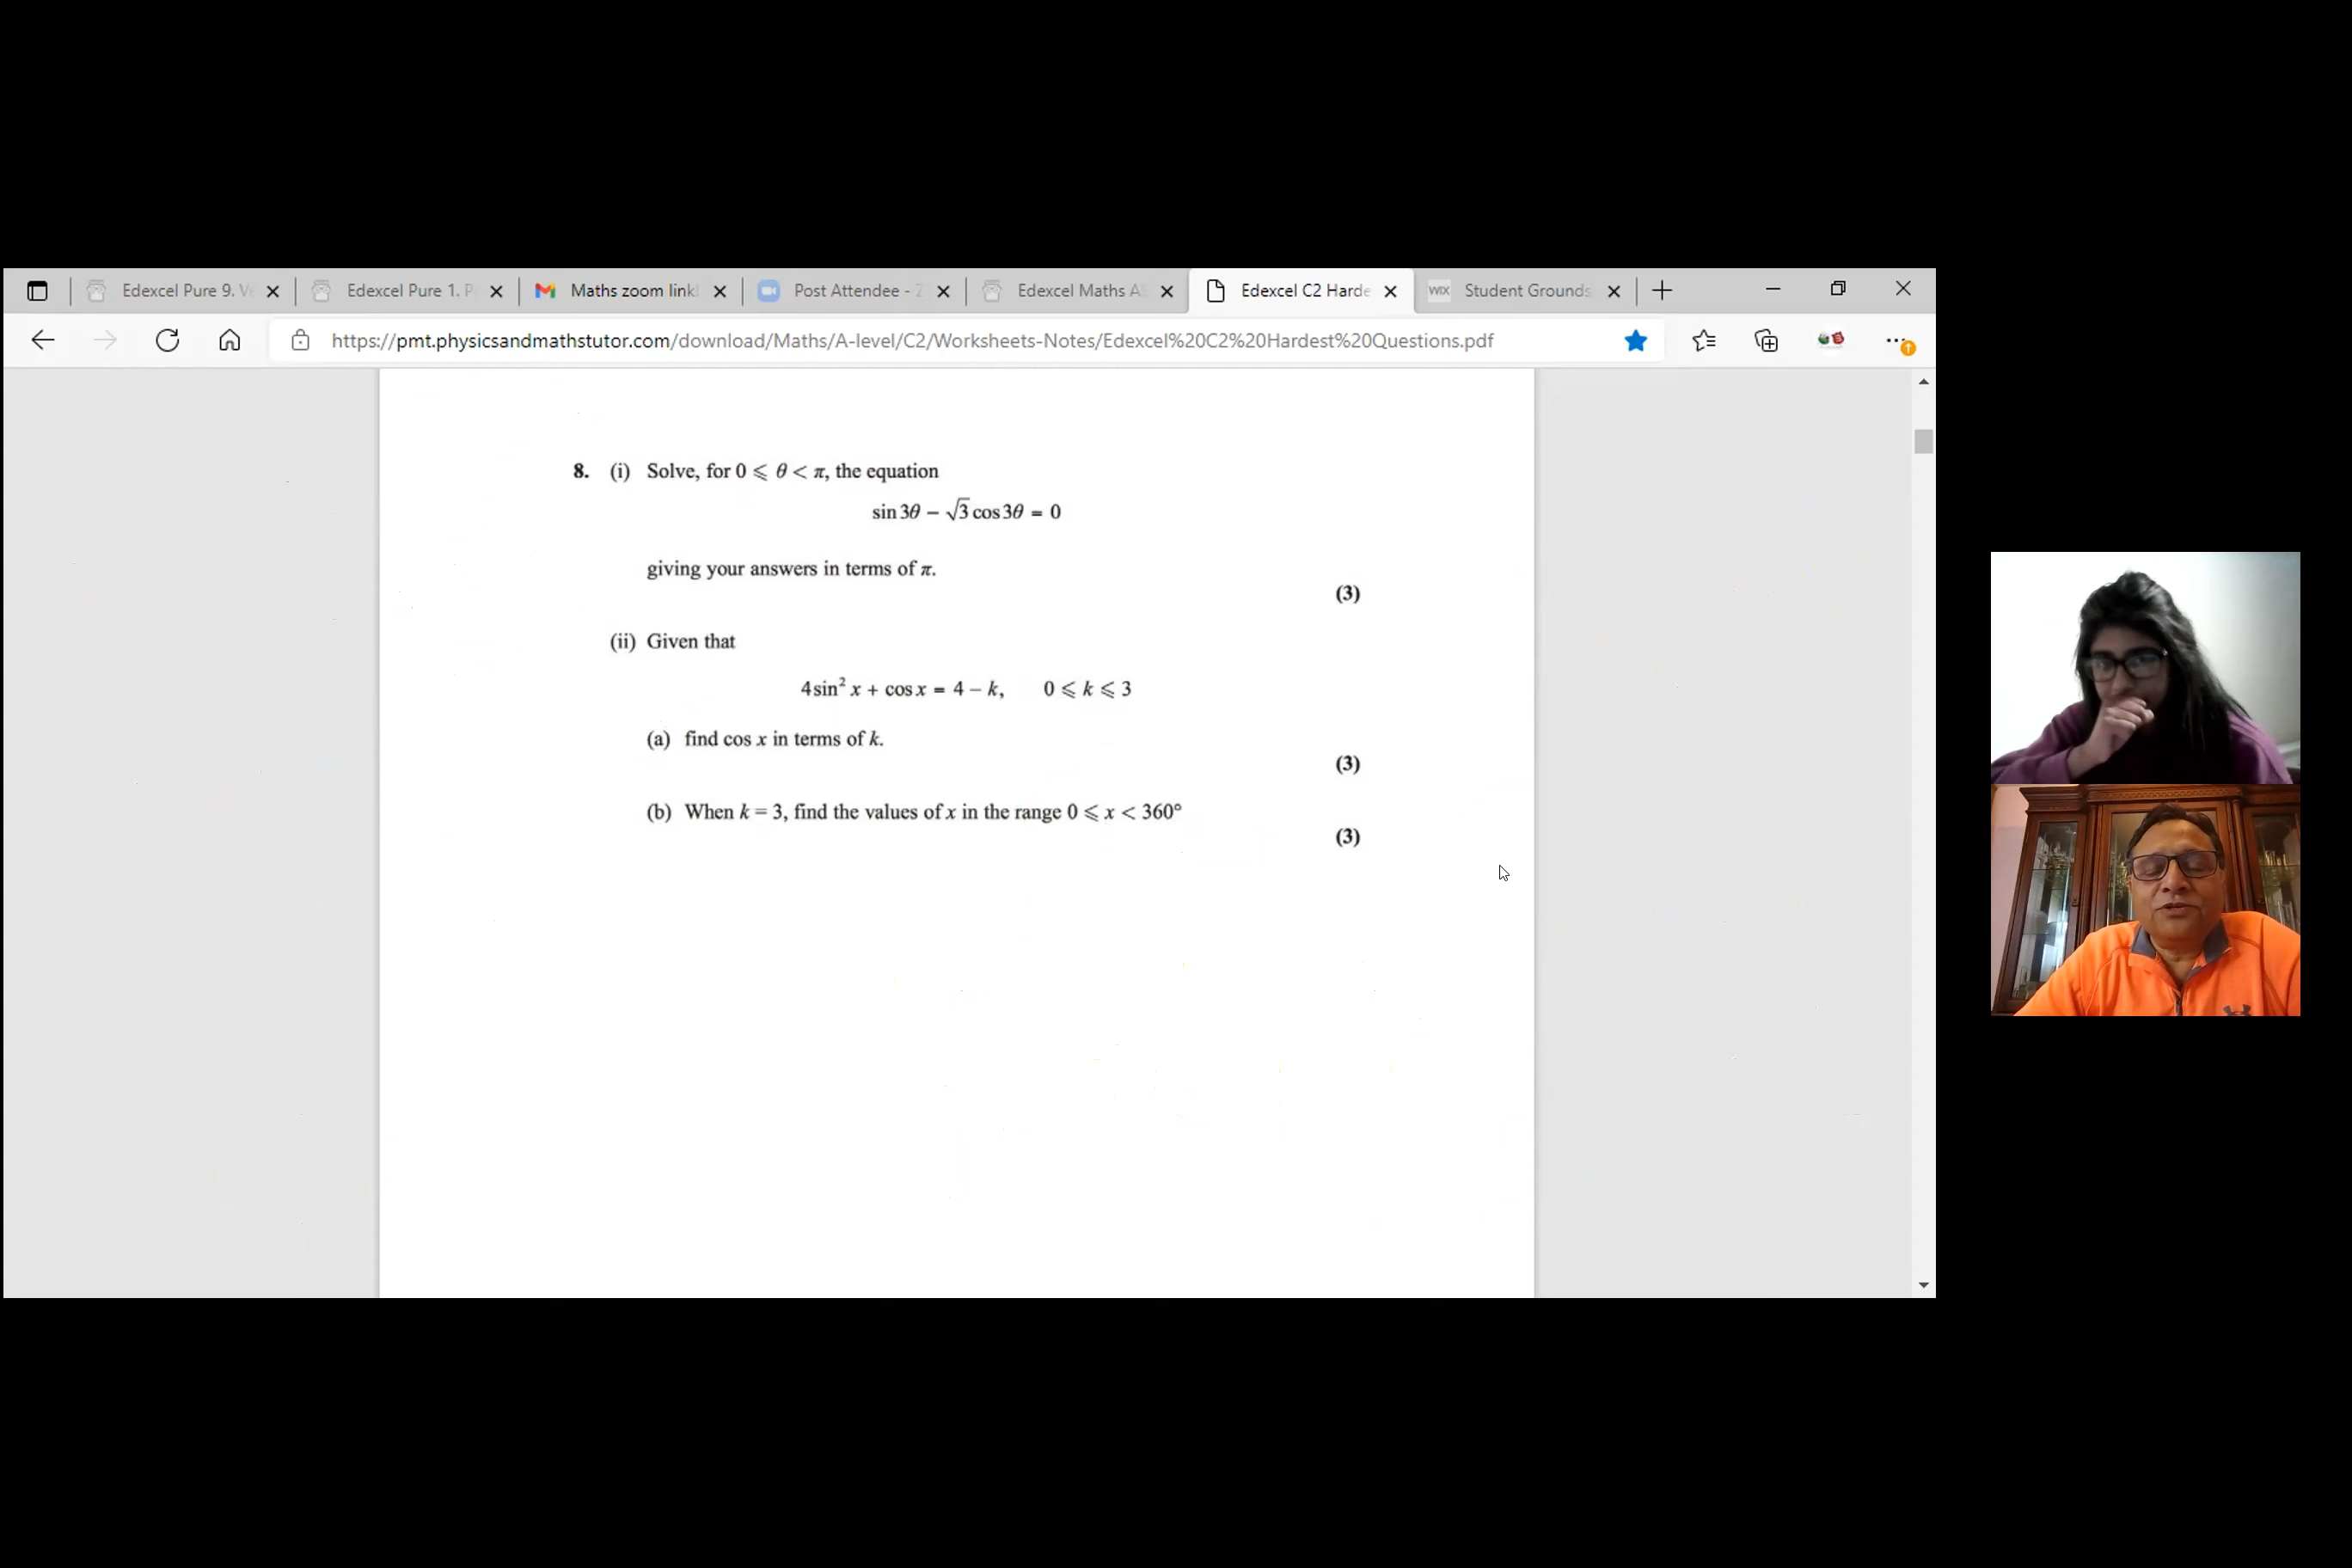 Edexcel Pure 9. V
Edexcel Pure 1. P
Maths zoom link
Post Attendee - Z
Edexcel Maths A
Edexcel C2 Harde
WIX
Student Grounds
https://pmt.physicsandmathstutor.com/download/Maths/A-level/C2/Worksheets-Notes/Edexcel%20C2%20Hardest%20Questions.pdf
8. (i) Solve, for 0 ⩽ θ < π, the equation
sin 3θ − √3 cos 3θ = 0
giving your answers in terms of π.
(3)
(ii) Given that
4sin² x + cos x = 4 − k, 0 ⩽ k ⩽ 3
(a) find cos x in terms of k.
(3)
(b) When k = 3, find the values of x in the range 0 ⩽ x < 360°
(3)